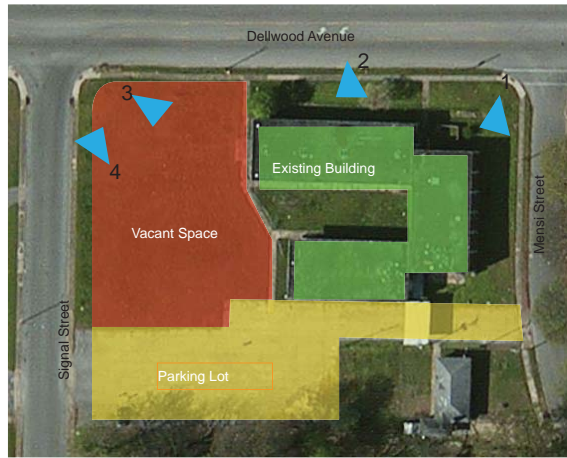 Dellwood Avenue
2
1
3
4
Existing Building
Vacant Space
Mensi Street
Signal Street
Parking Lot